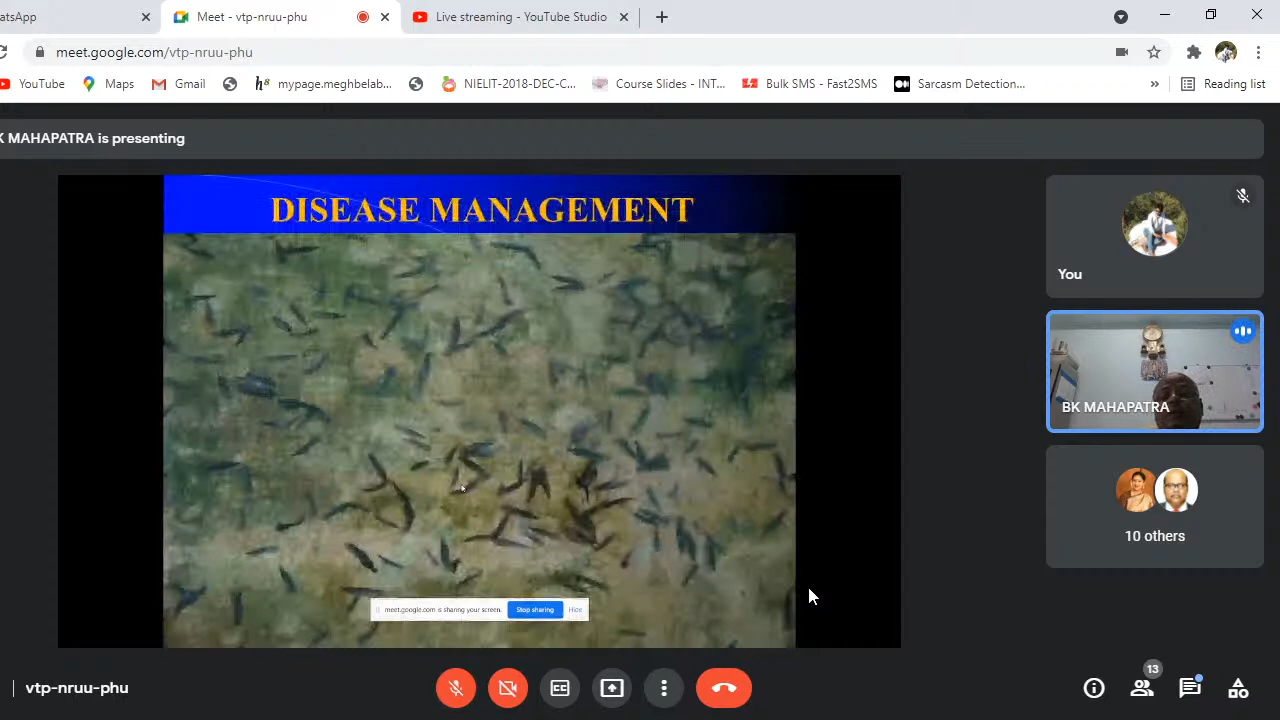 atsApp
Meet - vtp-nruu-phu
Live streaming - YouTube Studio
meet.google.com/vtp-nruu-phu
YouTube
Maps
Gmail
mypage.meghbelab...
NIELIT-2018-DEC-C...
Course Slides - INT...
Bulk SMS - Fast2SMS
Sarcasm Detection...
Reading list
K MAHAPATRA is presenting
DISEASE MANAGEMENT
You
BK MAHAPATRA
10 others
meet.google.com is sharing your screen.
Stop sharing
Hide
vtp-nruu-phu
13